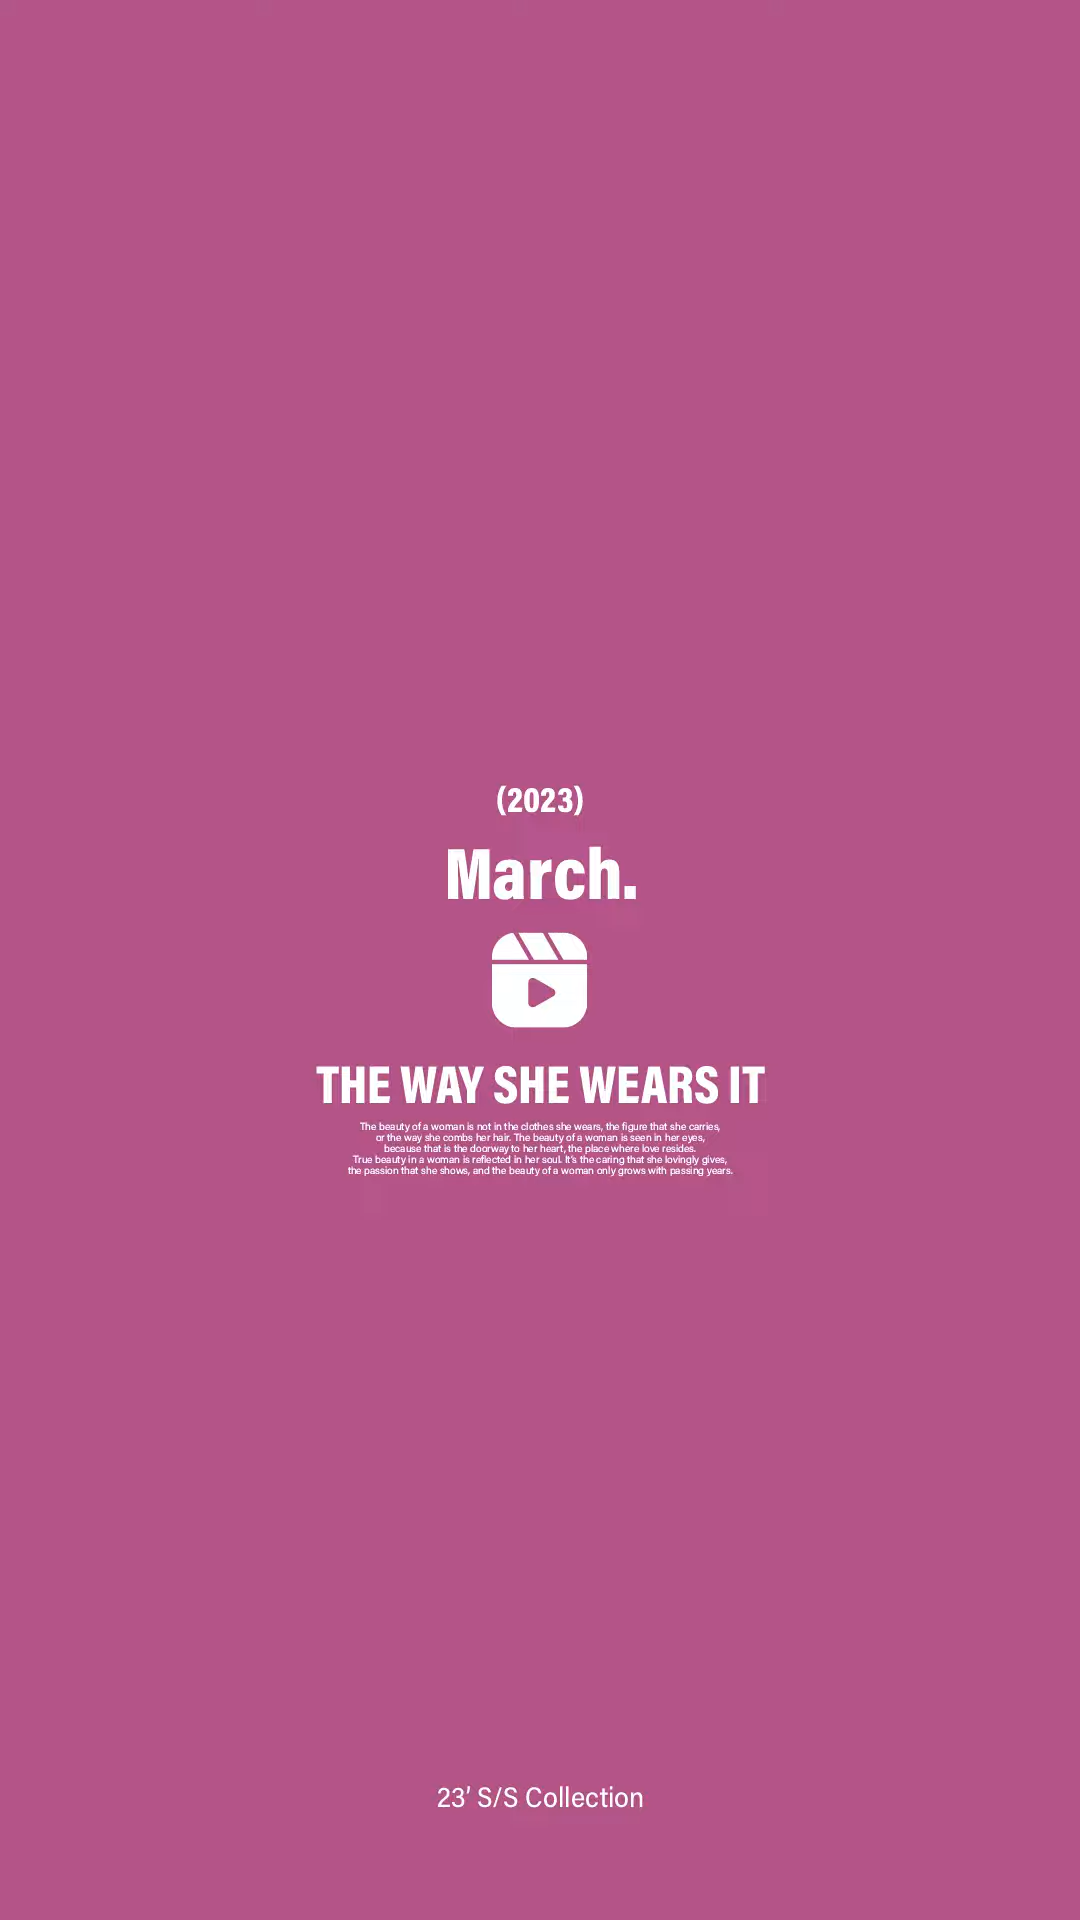 (2023)
March.
THE WAY SHE WEARS IT
The beauty of a woman is not in the clothes she wears, the figure that she carries,
or the way she combs her hair. The beauty of a woman is seen in her eyes,
because that is the doorway to her heart, the place where love resides.
True beauty in a woman is reflected in her soul. It's the caring that she lovingly gives,
the passion that she shows, and the beauty of a woman only grows with passing years.
23’ S/S Collection